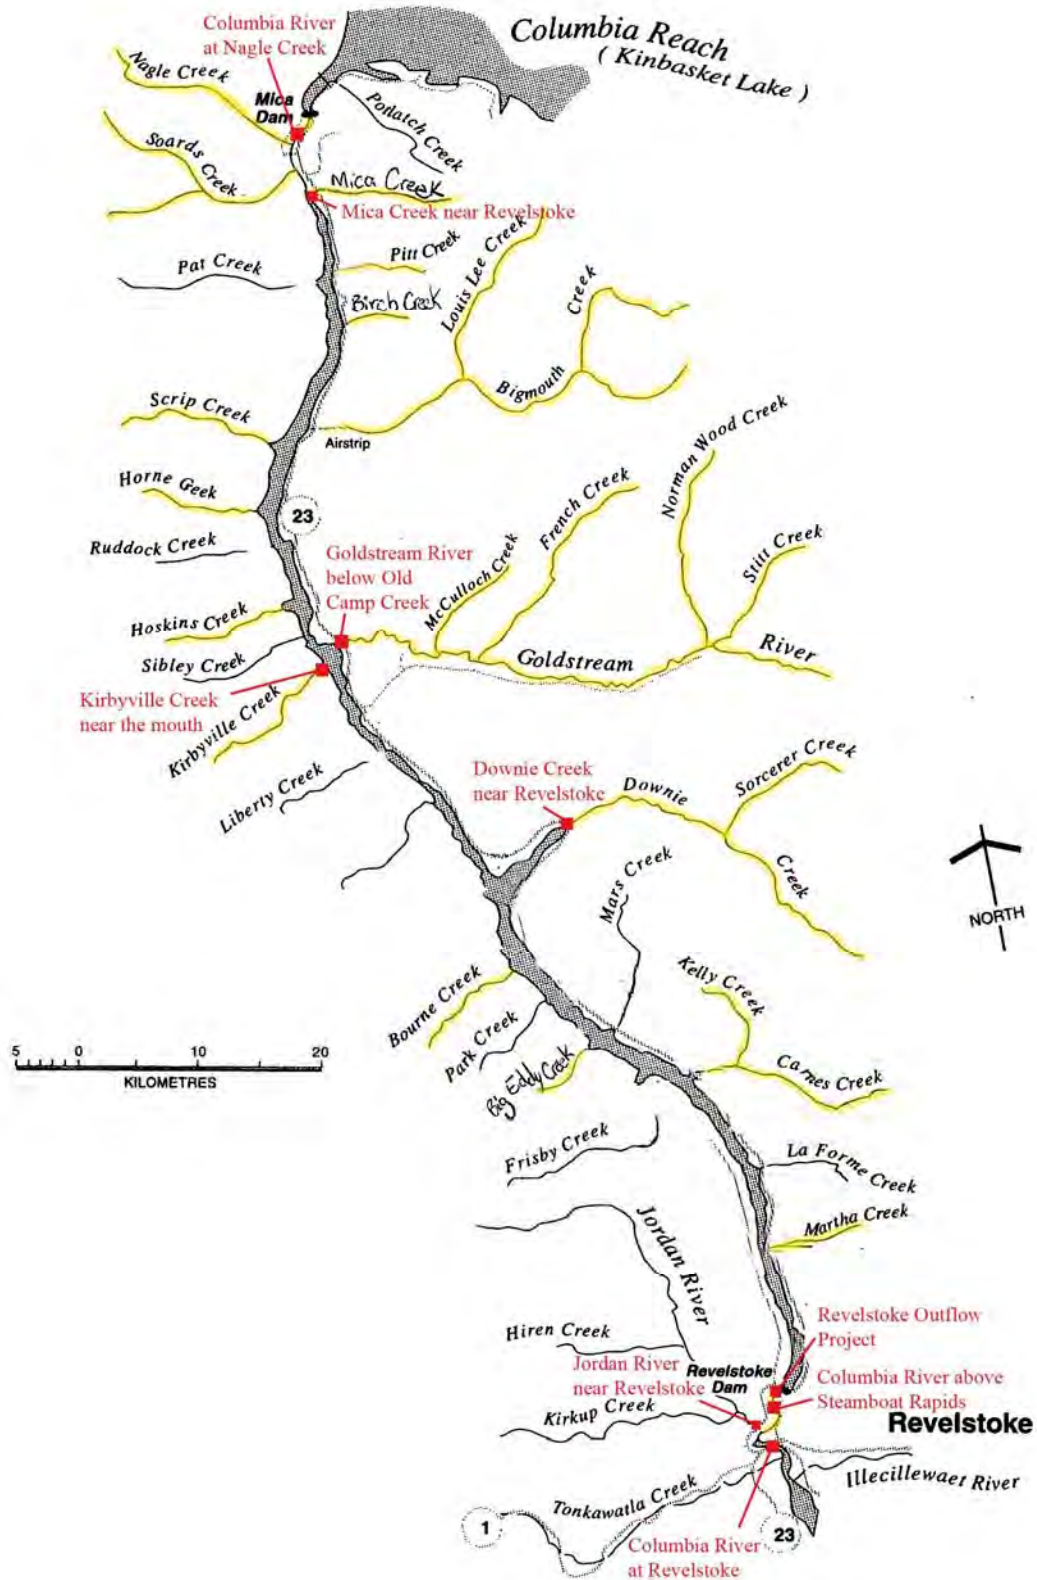 Columbia River
at Nagle Creek
Columbia Reach
( Kinbasket Lake )
Nagle Creek
Mica
Dam
Potlatch Creek
Soards Creek
Mica Creek
Mica Creek near Revelstoke
Pat Creek
Pitt Creek
Birch Creek
Louis Lee Creek
Creek
Bigmouth
Scrip Creek
Airstrip
Norman Wood Creek
Horne Geek
23
French Creek
Ruddock Creek
Goldstream River
below Old
Camp Creek
McCulloch Creek
Stitt Creek
Hoskins Creek
Sibley Creek
Goldstream
River
Kirbyville Creek
near the mouth
Kirbyville Creek
Liberty Creek
Downie Creek
near Revelstoke
Downie
Sorcerer Creek
Creek
Mars Creek
NORTH
Bourne Creek
Kelly Creek
Park Creek
Big Eddy Creek
Carnes Creek
5 0 10 20
KILOMETRES
Frisby Creek
La Forme Creek
Jordan River
Martha Creek
Revelstoke Outflow
Project
Hiren Creek
Jordan River
near Revelstoke
Revelstoke
Dam
Columbia River above
Steamboat Rapids
Kirkup Creek
Revelstoke
Illecillewaet River
Tonkawatla Creek
1
23
Columbia River
at Revelstoke